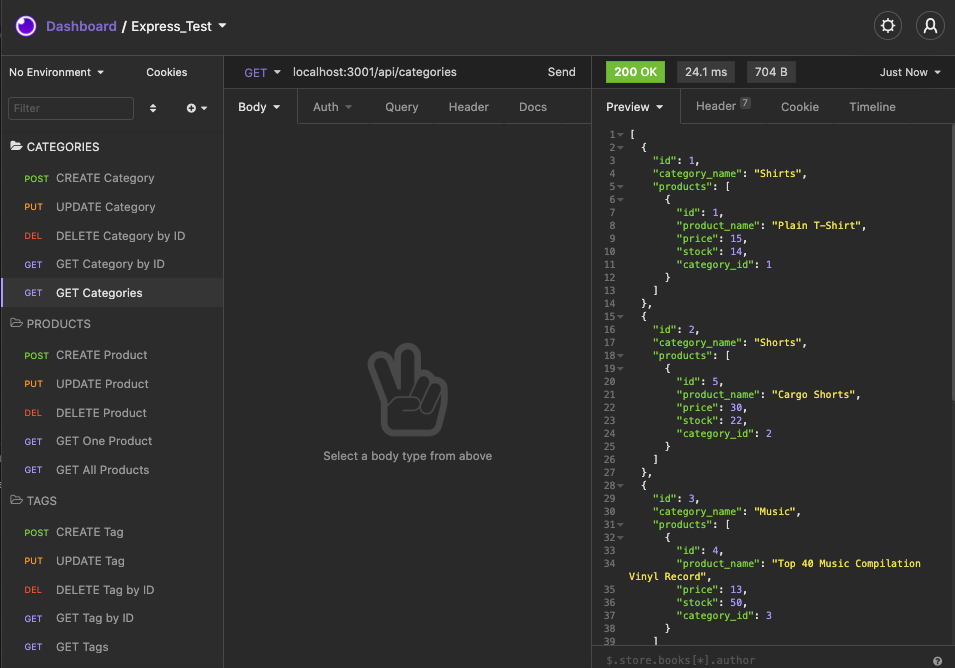 Dashboard / Express_Test
No Environment
Cookies
Filter
CATEGORIES
POST CREATE Category
PUT UPDATE Category
DEL DELETE Category by ID
GET GET Category by ID
GET GET Categories
PRODUCTS
POST CREATE Product
PUT UPDATE Product
DEL DELETE Product
GET GET One Product
GET GET All Products
TAGS
POST CREATE Tag
PUT UPDATE Tag
DEL DELETE Tag by ID
GET GET Tag by ID
GET GET Tags
GET localhost:3001/api/categories Send
Body Auth Query Header Docs
Select a body type from above
200 OK 24.1 ms 704 B Just Now
Preview Header 7 Cookie Timeline
1 [
2 {
3 "id": 1,
4 "category_name": "Shirts",
5 "products": [
6 {
7 "id": 1,
8 "product_name": "Plain T-Shirt",
9 "price": 15,
10 "stock": 14,
11 "category_id": 1
12 }
13 ]
14 },
15 {
16 "id": 2,
17 "category_name": "Shorts",
18 "products": [
19 {
20 "id": 5,
21 "product_name": "Cargo Shorts",
22 "price": 30,
23 "stock": 22,
24 "category_id": 2
25 }
26 ]
27 },
28 {
29 "id": 3,
30 "category_name": "Music",
31 "products": [
32 {
33 "id": 4,
34 "product_name": "Top 40 Music Compilation
Vinyl Record",
35 "price": 13,
36 "stock": 50,
37 "category_id": 3
38 }
39 ]
$.store.books[*].author